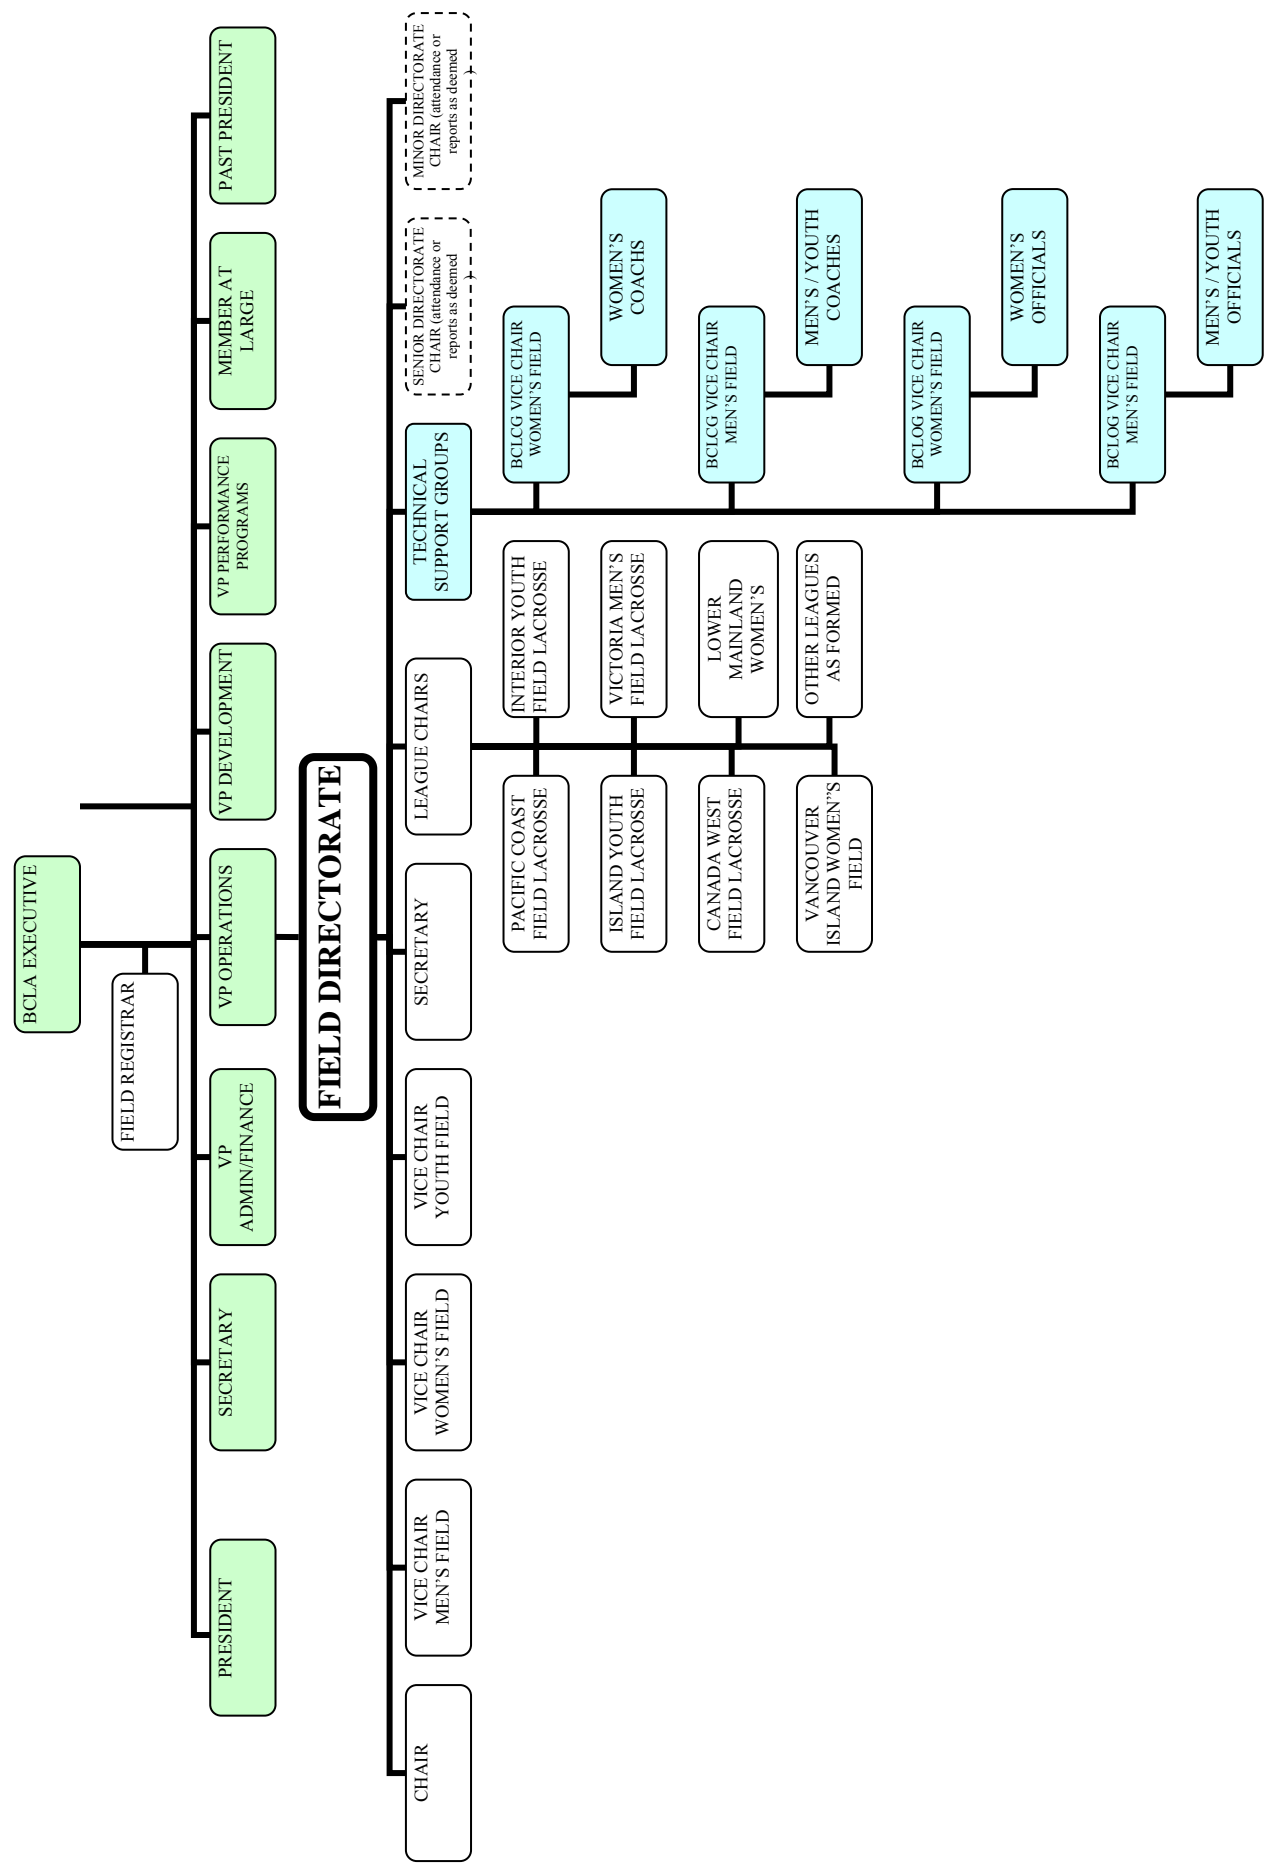 BCLA EXECUTIVE
FIELD REGISTRAR
PRESIDENT
SECRETARY
VP
ADMIN/FINANCE
VP OPERATIONS
VP DEVELOPMENT
VP PERFORMANCE
PROGRAMS
MEMBER AT
LARGE
PAST PRESIDENT
FIELD DIRECTORATE
CHAIR
VICE CHAIR
MEN'S FIELD
VICE CHAIR
WOMEN'S FIELD
VICE CHAIR
YOUTH FIELD
SECRETARY
LEAGUE CHAIRS
TECHNICAL
SUPPORT GROUPS
SENIOR DIRECTORATE
CHAIR (attendance or
reports as deemed
)
MINOR DIRECTORATE
CHAIR (attendance or
reports as deemed
)
PACIFIC COAST
FIELD LACROSSE
INTERIOR YOUTH
FIELD LACROSSE
ISLAND YOUTH
FIELD LACROSSE
VICTORIA MEN'S
FIELD LACROSSE
CANADA WEST
FIELD LACROSSE
LOWER
MAINLAND
WOMEN'S
VANCOUVER
ISLAND WOMEN"S
FIELD
OTHER LEAGUES
AS FORMED
BCLCG VICE CHAIR
WOMEN'S FIELD
WOMEN'S
COACHS
BCLCG VICE CHAIR
MEN'S FIELD
MEN'S / YOUTH
COACHES
BCLOG VICE CHAIR
WOMEN'S FIELD
WOMEN'S
OFFICIALS
BCLOG VICE CHAIR
MEN'S FIELD
MEN'S / YOUTH
OFFICIALS